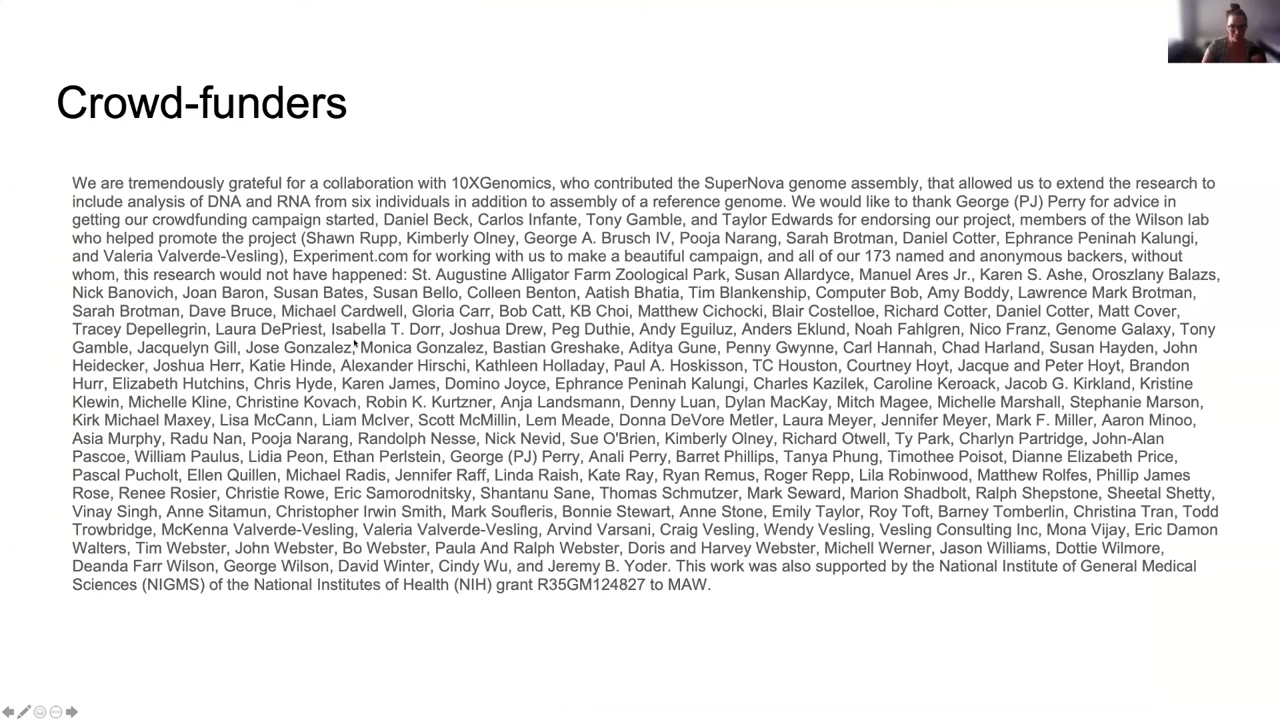 Crowd-funders
We are tremendously grateful for a collaboration with 10XGenomics, who contributed the SuperNova genome assembly, that allowed us to extend the research to
include analysis of DNA and RNA from six individuals in addition to assembly of a reference genome. We would like to thank George (PJ) Perry for advice in
getting our crowdfunding campaign started, Daniel Beck, Carlos Infante, Tony Gamble, and Taylor Edwards for endorsing our project, members of the Wilson lab
who helped promote the project (Shawn Rupp, Kimberly Olney, George A. Brusch IV, Pooja Narang, Sarah Brotman, Daniel Cotter, Ephrance Peninah Kalungi,
and Valeria Valverde-Vesling), Experiment.com for working with us to make a beautiful campaign, and all of our 173 named and anonymous backers, without
whom, this research would not have happened: St. Augustine Alligator Farm Zoological Park, Susan Allardyce, Manuel Ares Jr., Karen S. Ashe, Oroszlany Balazs,
Nick Banovich, Joan Baron, Susan Bates, Susan Bello, Colleen Benton, Aatish Bhatia, Tim Blankenship, Computer Bob, Amy Boddy, Lawrence Mark Brotman,
Sarah Brotman, Dave Bruce, Michael Cardwell, Gloria Carr, Bob Catt, KB Choi, Matthew Cichocki, Blair Costelloe, Richard Cotter, Daniel Cotter, Matt Cover,
Tracey Depellegrin, Laura DePriest, Isabella T. Dorr, Joshua Drew, Peg Duthie, Andy Eguiluz, Anders Eklund, Noah Fahlgren, Nico Franz, Genome Galaxy, Tony
Gamble, Jacquelyn Gill, Jose Gonzalez, Monica Gonzalez, Bastian Greshake, Aditya Gune, Penny Gwynne, Carl Hannah, Chad Harland, Susan Hayden, John
Heidecker, Joshua Herr, Katie Hinde, Alexander Hirschi, Kathleen Holladay, Paul A. Hoskisson, TC Houston, Courtney Hoyt, Jacque and Peter Hoyt, Brandon
Hurr, Elizabeth Hutchins, Chris Hyde, Karen James, Domino Joyce, Ephrance Peninah Kalungi, Charles Kazilek, Caroline Keroack, Jacob G. Kirkland, Kristine
Klewin, Michelle Kline, Christine Kovach, Robin K. Kurtzner, Anja Landsmann, Denny Luan, Dylan MacKay, Mitch Magee, Michelle Marshall, Stephanie Marson,
Kirk Michael Maxey, Lisa McCann, Liam McIver, Scott McMillin, Lem Meade, Donna DeVore Metler, Laura Meyer, Jennifer Meyer, Mark F. Miller, Aaron Minoo,
Asia Murphy, Radu Nan, Pooja Narang, Randolph Nesse, Nick Nevid, Sue O'Brien, Kimberly Olney, Richard Otwell, Ty Park, Charlyn Partridge, John-Alan
Pascoe, William Paulus, Lidia Peon, Ethan Perlstein, George (PJ) Perry, Anali Perry, Barret Phillips, Tanya Phung, Timothee Poisot, Dianne Elizabeth Price,
Pascal Pucholt, Ellen Quillen, Michael Radis, Jennifer Raff, Linda Raish, Kate Ray, Ryan Remus, Roger Repp, Lila Robinwood, Matthew Rolfes, Phillip James
Rose, Renee Rosier, Christie Rowe, Eric Samorodnitsky, Shantanu Sane, Thomas Schmutzer, Mark Seward, Marion Shadbolt, Ralph Shepstone, Sheetal Shetty,
Vinay Singh, Anne Sitamun, Christopher Irwin Smith, Mark Soufleris, Bonnie Stewart, Anne Stone, Emily Taylor, Roy Toft, Barney Tomberlin, Christina Tran, Todd
Trowbridge, McKenna Valverde-Vesling, Valeria Valverde-Vesling, Arvind Varsani, Craig Vesling, Wendy Vesling, Vesling Consulting Inc, Mona Vijay, Eric Damon
Walters, Tim Webster, John Webster, Bo Webster, Paula And Ralph Webster, Doris and Harvey Webster, Michell Werner, Jason Williams, Dottie Wilmore,
Deanda Farr Wilson, George Wilson, David Winter, Cindy Wu, and Jeremy B. Yoder. This work was also supported by the National Institute of General Medical
Sciences (NIGMS) of the National Institutes of Health (NIH) grant R35GM124827 to MAW.